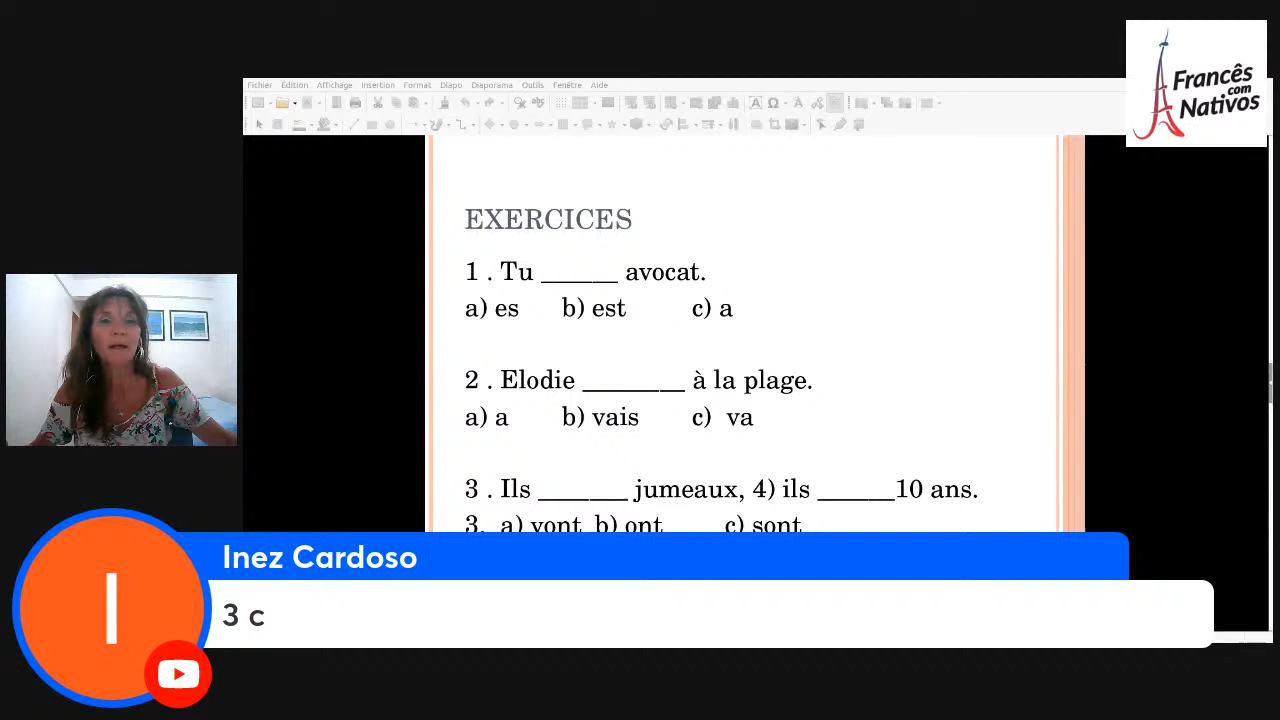 Francês
com
Nativos
Fichier Édition Affichage Insertion Format Diapo Diaporama Outils Fenêtre Aide
EXERCICES
1 . Tu ______ avocat.
a) es b) est c) a
2 . Elodie ________ à la plage.
a) a b) vais c) va
3 . Ils _______ jumeaux, 4) ils ______10 ans.
3. a) vont b) ont c) sont
Inez Cardoso
I
3 c